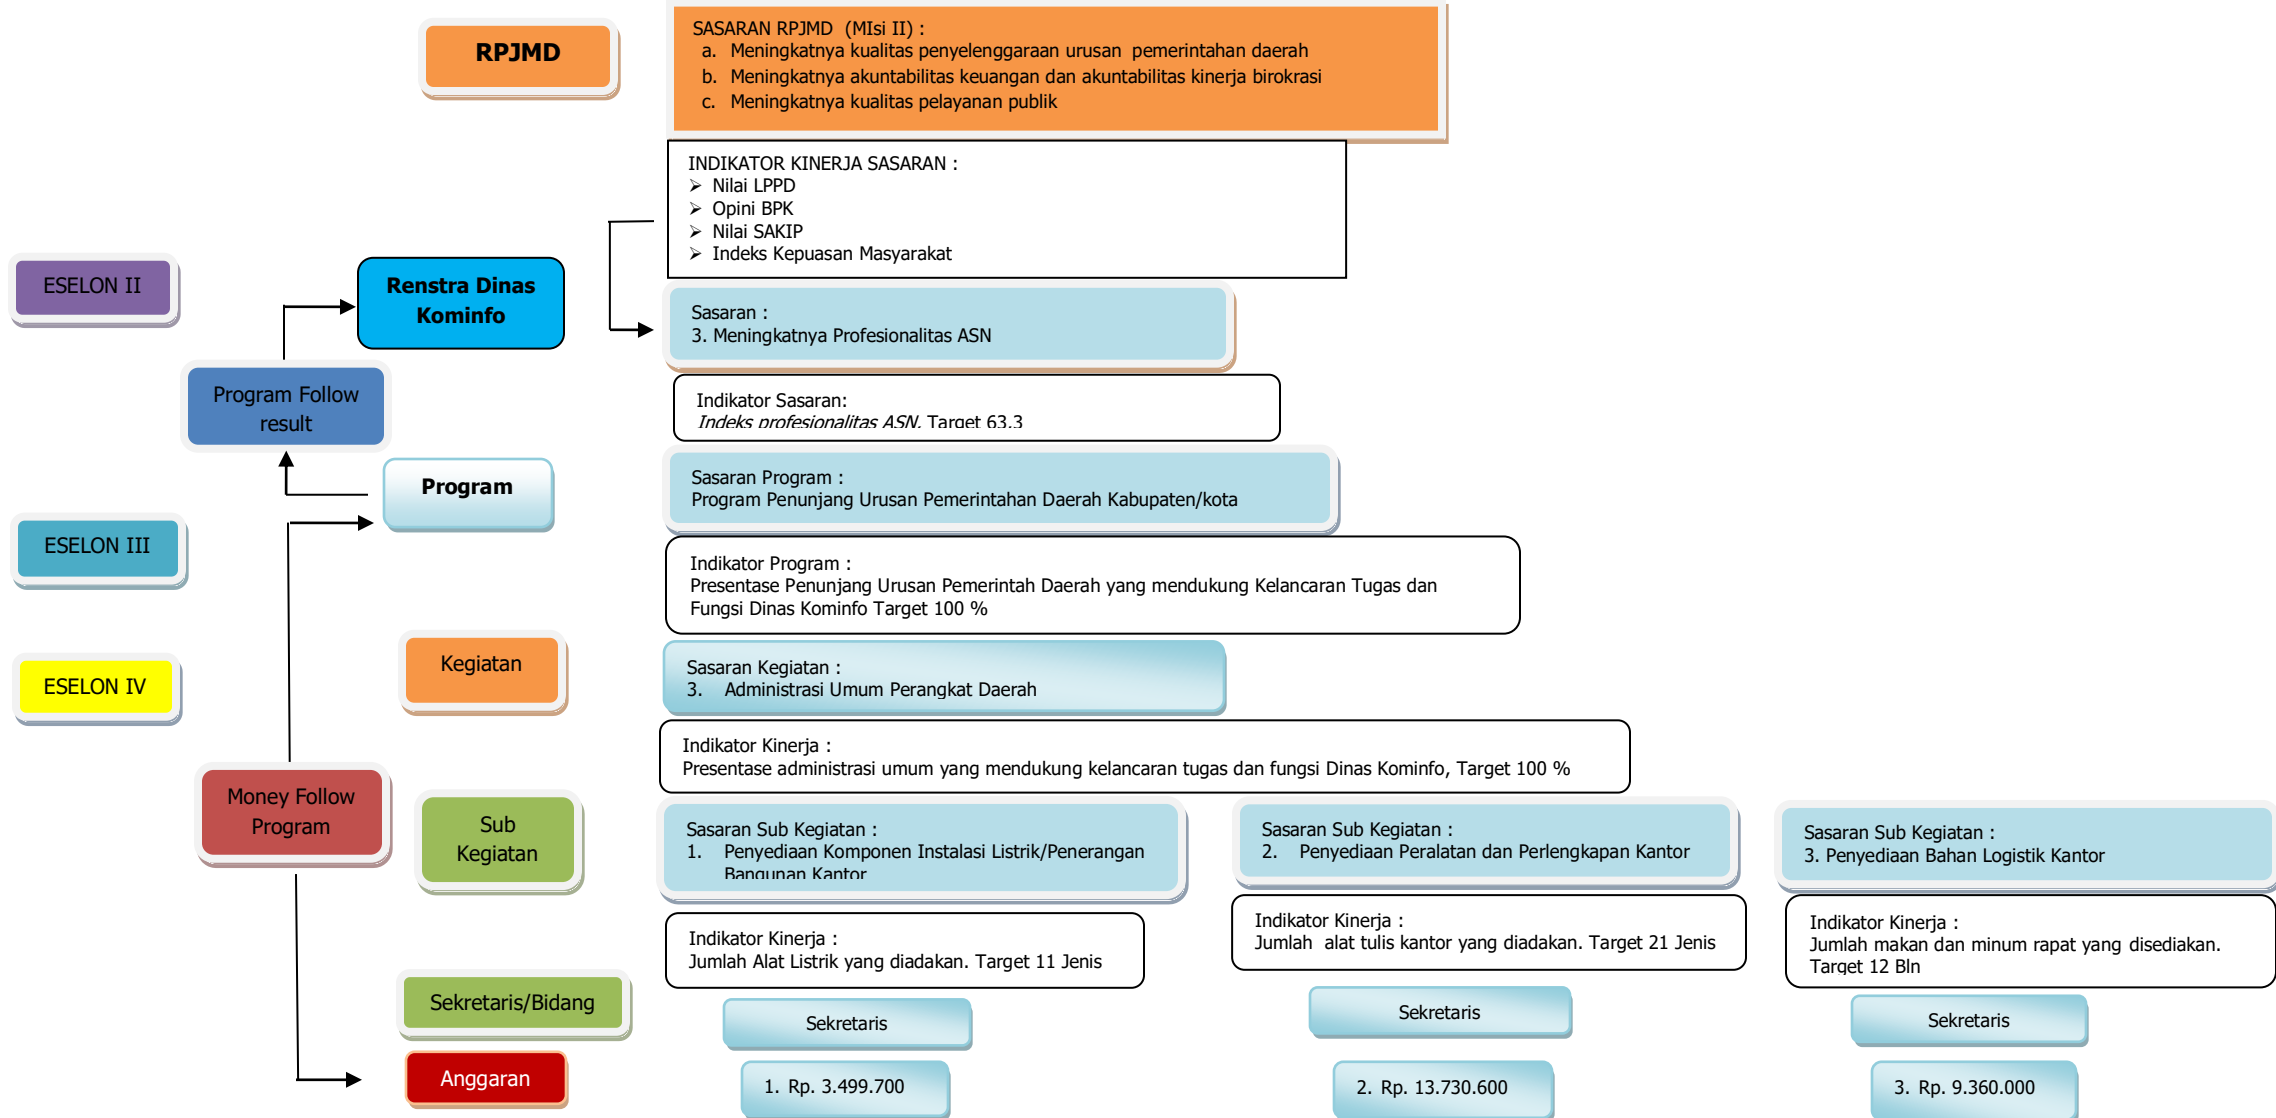 RPJMD
SASARAN RPJMD (MIsi II) :
a. Meningkatnya kualitas penyelenggaraan urusan pemerintahan daerah
b. Meningkatnya akuntabilitas keuangan dan akuntabilitas kinerja birokrasi
c. Meningkatnya kualitas pelayanan publik
INDIKATOR KINERJA SASARAN :
➢ Nilai LPPD
➢ Opini BPK
➢ Nilai SAKIP
➢ Indeks Kepuasan Masyarakat
ESELON II
Renstra Dinas
Kominfo
Sasaran :
3. Meningkatnya Profesionalitas ASN
Program Follow
result
Indikator Sasaran:
Indeks profesionalitas ASN. Target 63.3
Program
Sasaran Program :
Program Penunjang Urusan Pemerintahan Daerah Kabupaten/kota
ESELON III
Indikator Program :
Presentase Penunjang Urusan Pemerintah Daerah yang mendukung Kelancaran Tugas dan
Fungsi Dinas Kominfo Target 100 %
ESELON IV
Kegiatan
Sasaran Kegiatan :
3. Administrasi Umum Perangkat Daerah
Indikator Kinerja :
Presentase administrasi umum yang mendukung kelancaran tugas dan fungsi Dinas Kominfo, Target 100 %
Money Follow
Program
Sub
Kegiatan
Sasaran Sub Kegiatan :
1. Penyediaan Komponen Instalasi Listrik/Penerangan
Bangunan Kantor
Sasaran Sub Kegiatan :
2. Penyediaan Peralatan dan Perlengkapan Kantor
Sasaran Sub Kegiatan :
3. Penyediaan Bahan Logistik Kantor
Indikator Kinerja :
Jumlah Alat Listrik yang diadakan. Target 11 Jenis
Indikator Kinerja :
Jumlah alat tulis kantor yang diadakan. Target 21 Jenis
Indikator Kinerja :
Jumlah makan dan minum rapat yang disediakan.
Target 12 Bln
Sekretaris/Bidang
Sekretaris
Sekretaris
Sekretaris
Anggaran
1. Rp. 3.499.700
2. Rp. 13.730.600
3. Rp. 9.360.000